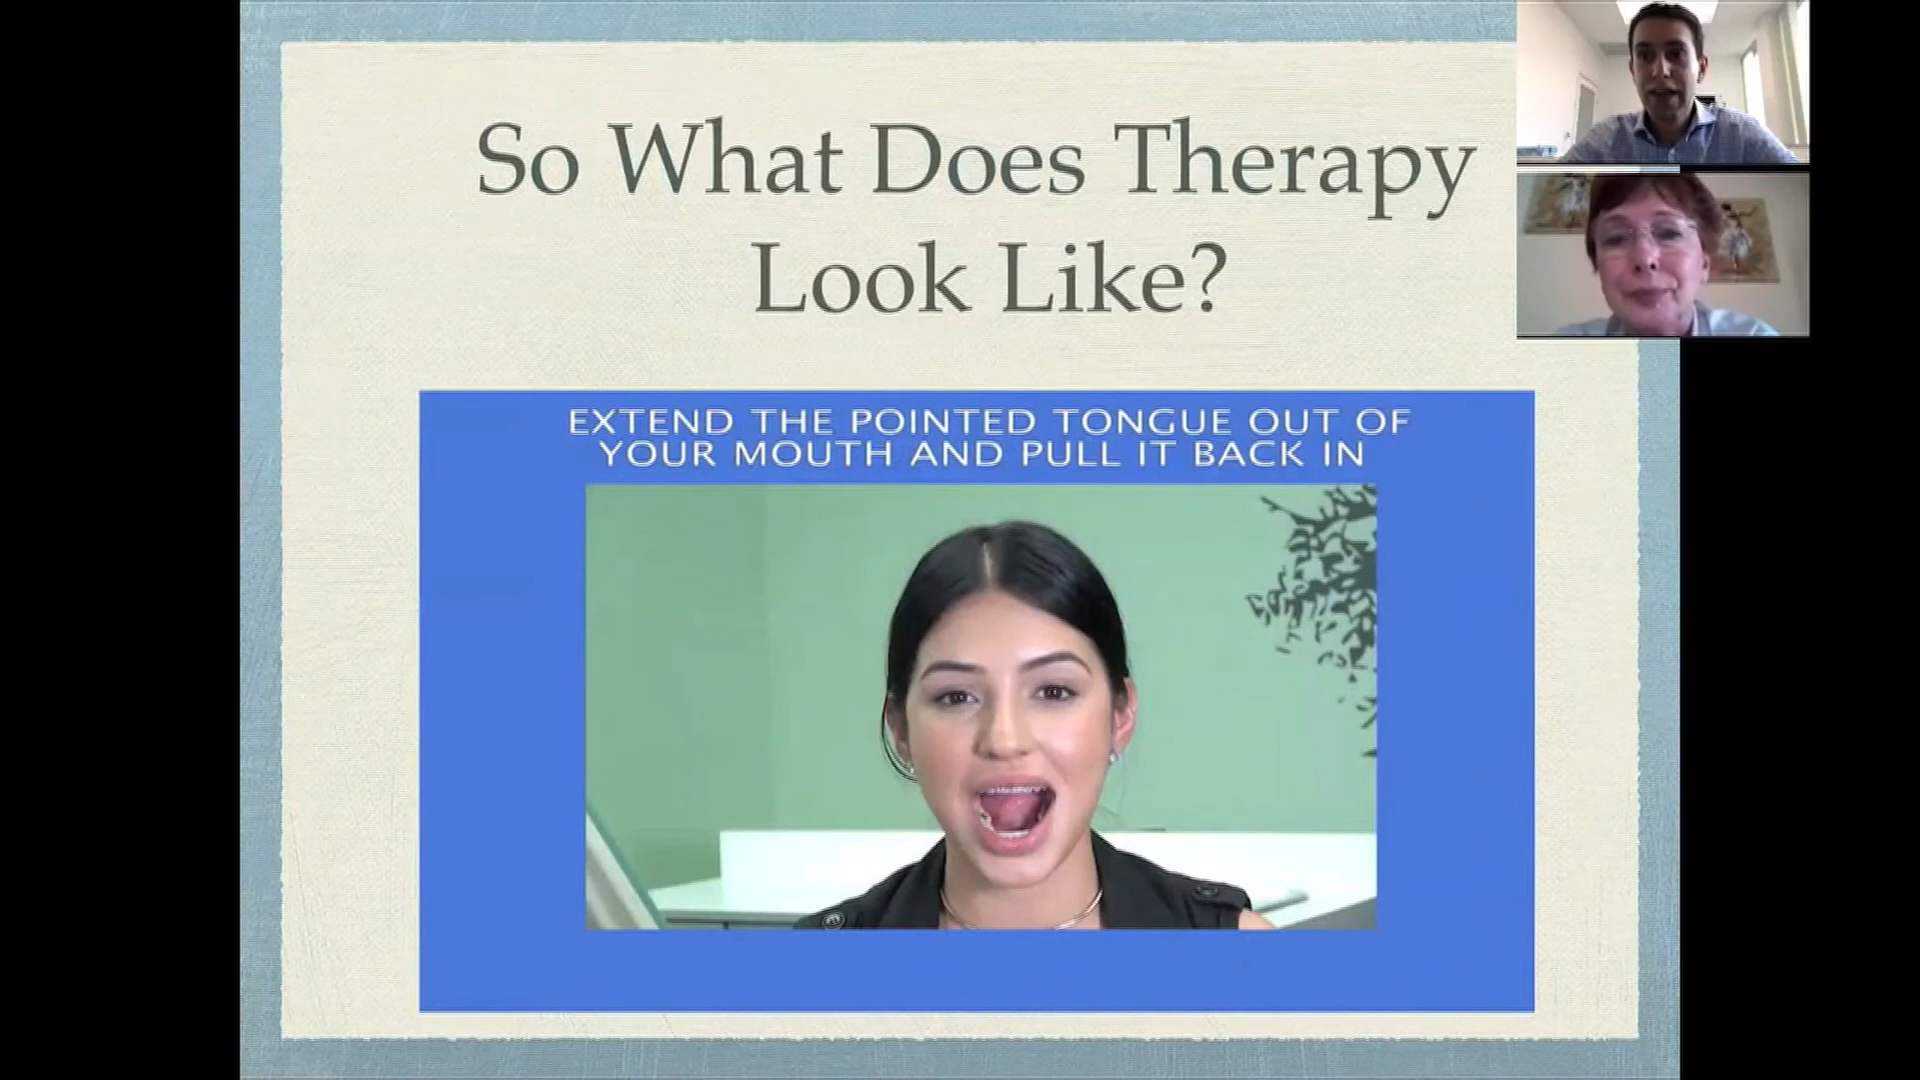 So What Does Therapy
Look Like?
EXTEND THE POINTED TONGUE OUT OF
YOUR MOUTH AND PULL IT BACK IN